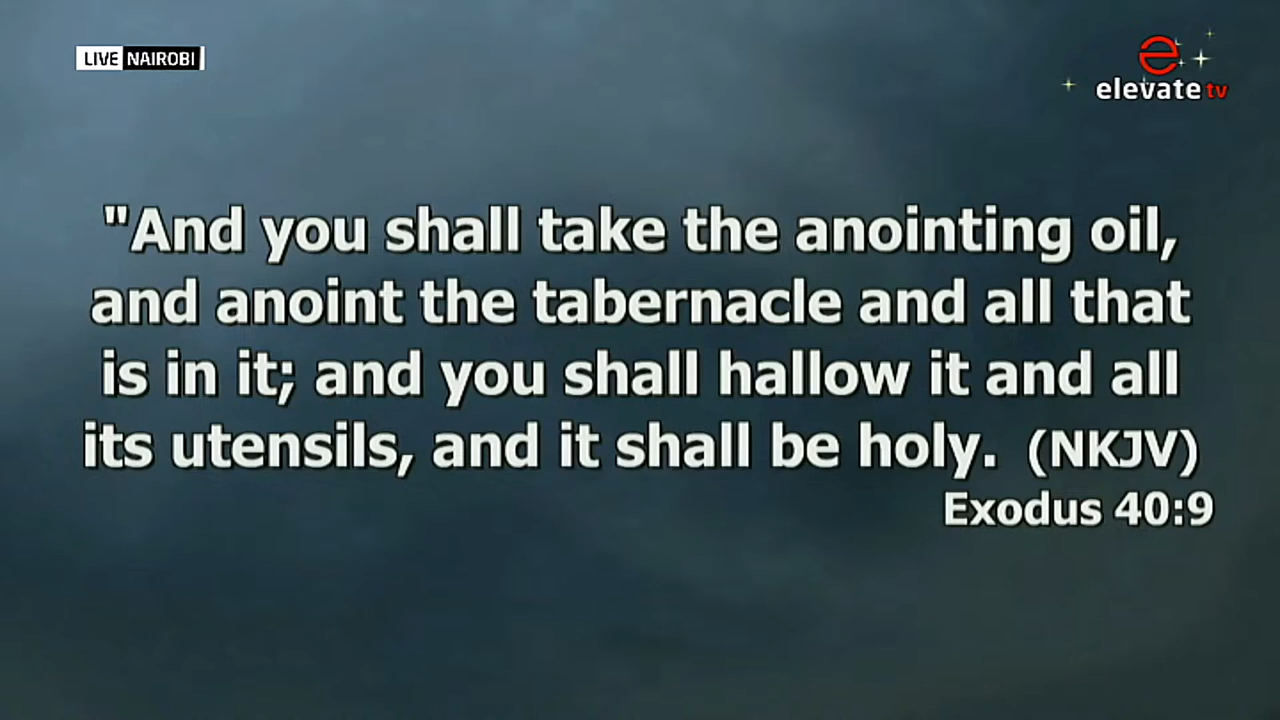 LIVE NAIROBI
e
elevate tv
"And you shall take the anointing oil,
and anoint the tabernacle and all that
is in it; and you shall hallow it and all
its utensils, and it shall be holy. (NKJV)
Exodus 40:9